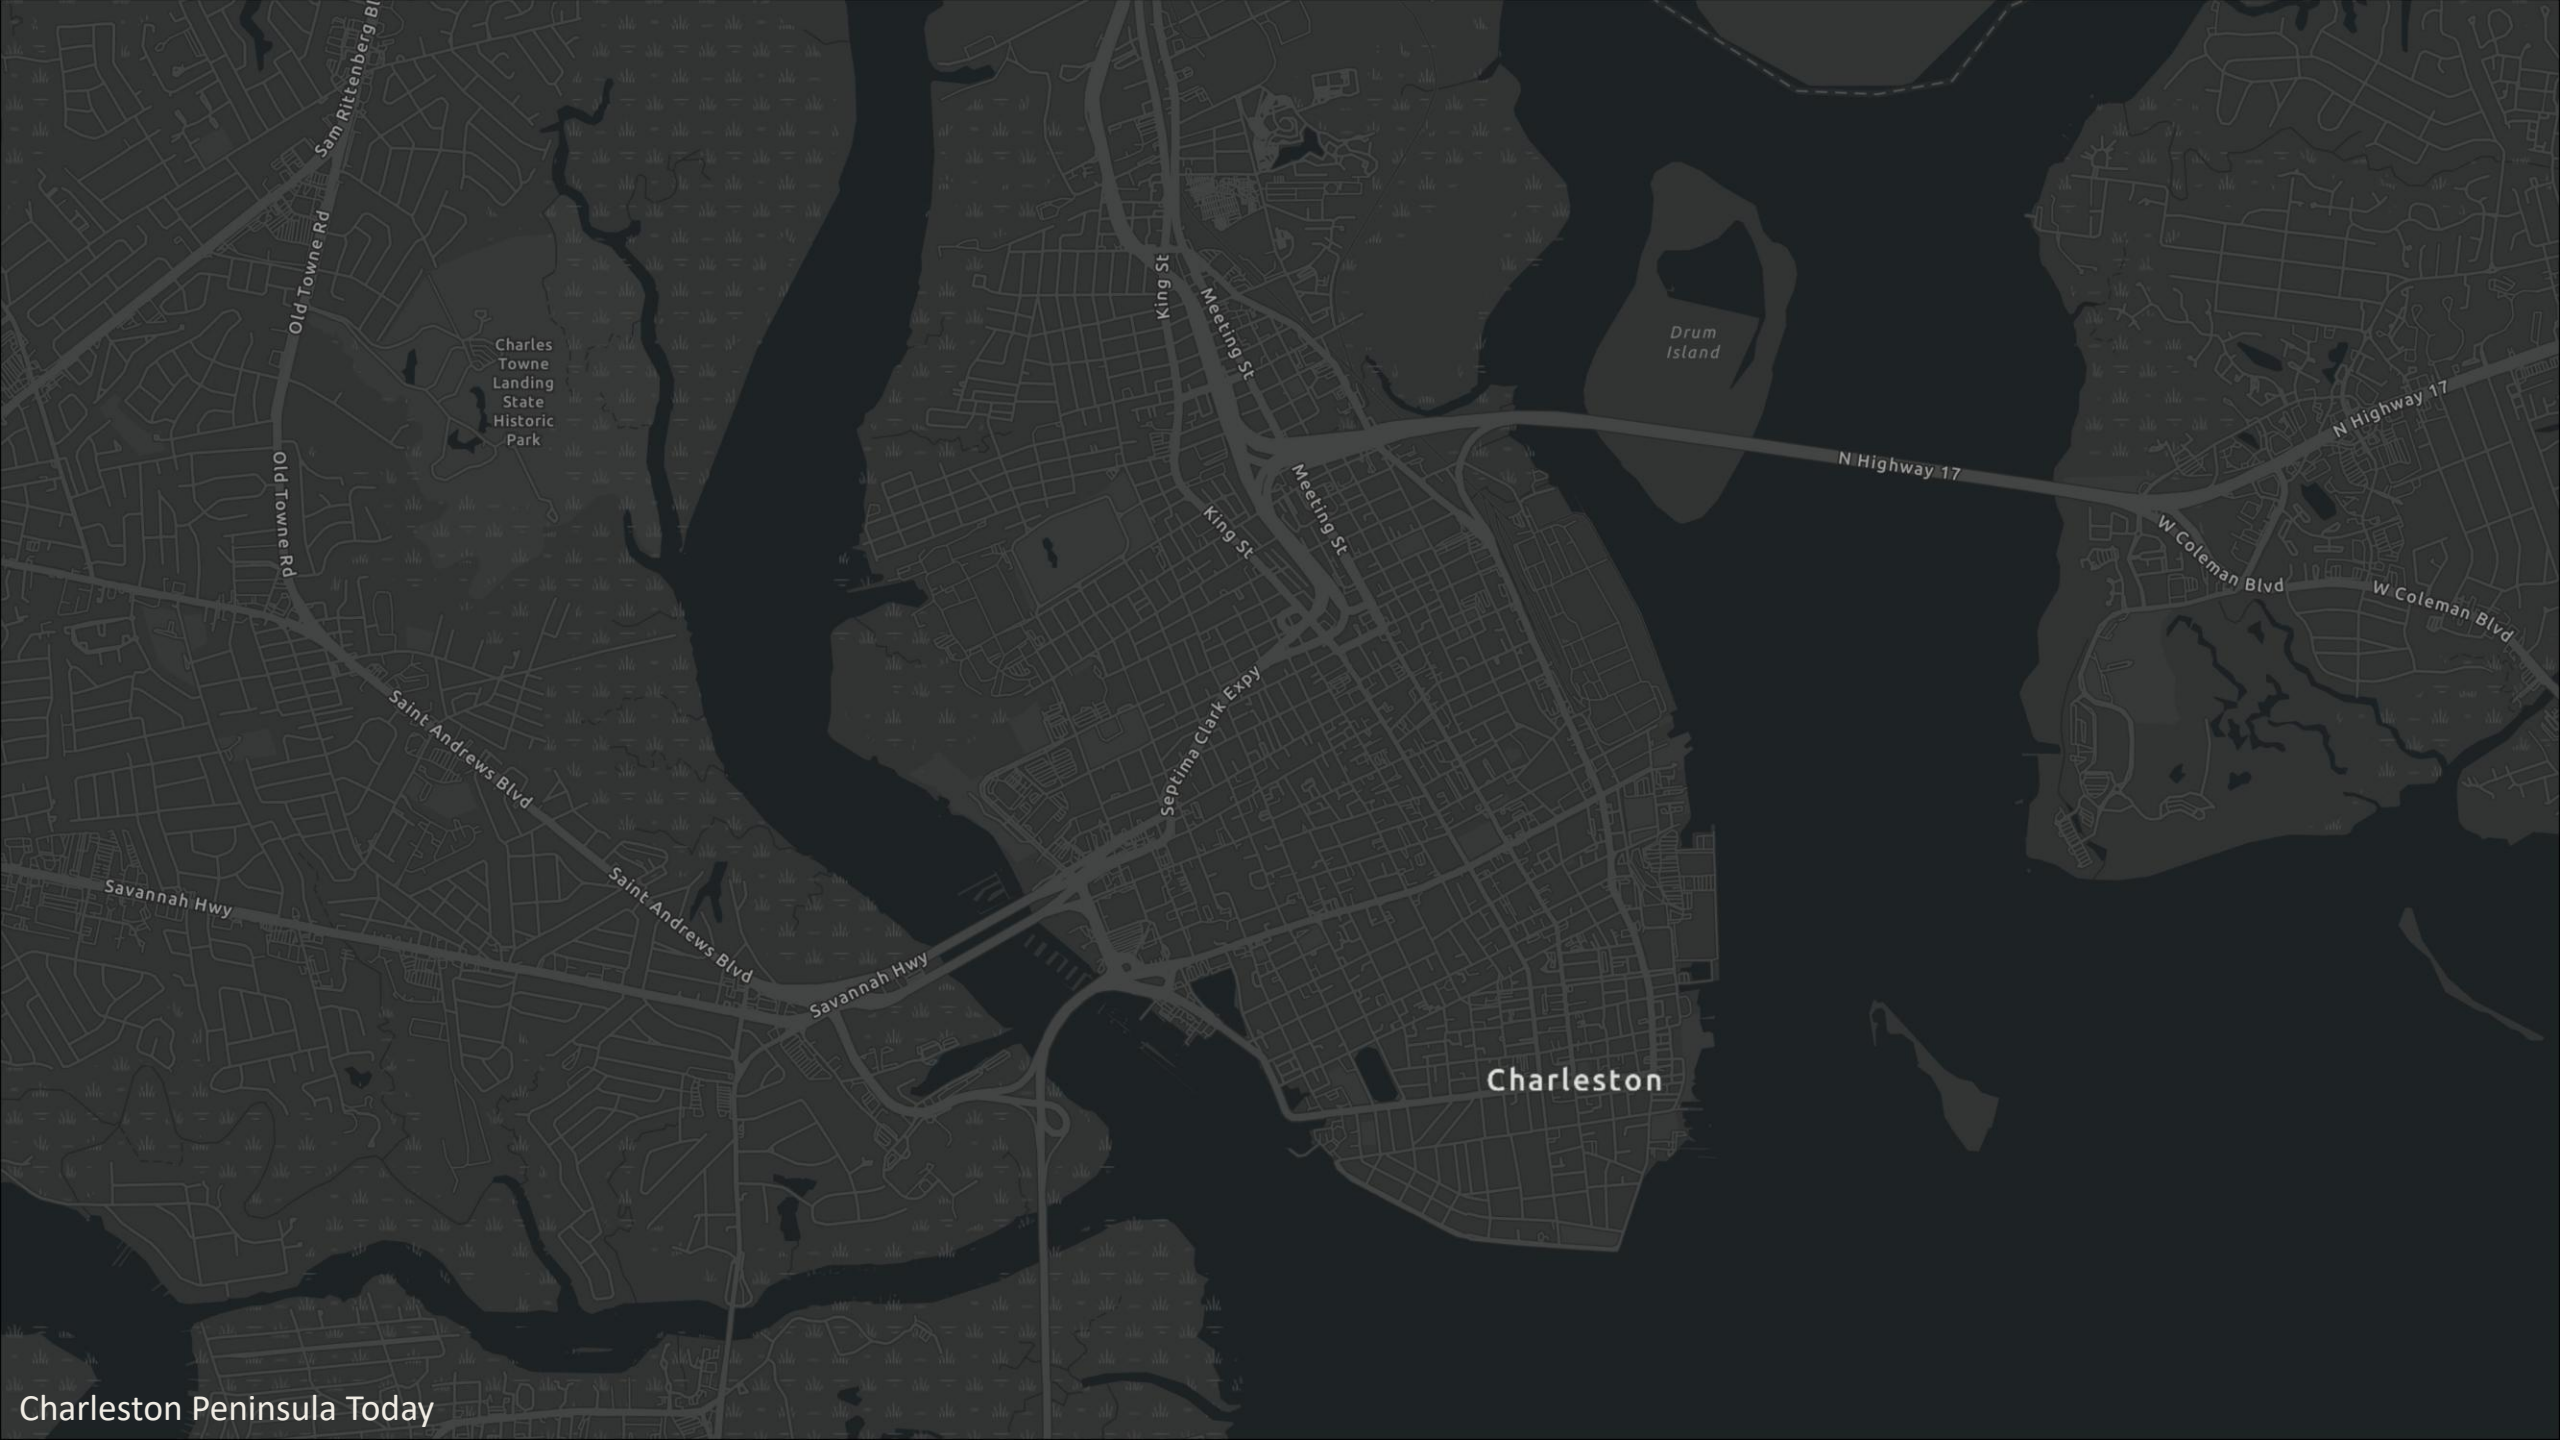 Sam Rittenberg Bl
Old Towne Rd
King St
Meeting St
Drum
Island
Charles
Towne
Landing
State
Historic
Park
N Highway 17
N Highway 17
Old Towne Rd
Meeting St
King St
W Coleman Blvd
W Coleman Blvd
Septima Clark Expy
Saint Andrews Blvd
Saint Andrews Blvd
Savannah Hwy
Savannah Hwy
Charleston
Charleston Peninsula Today